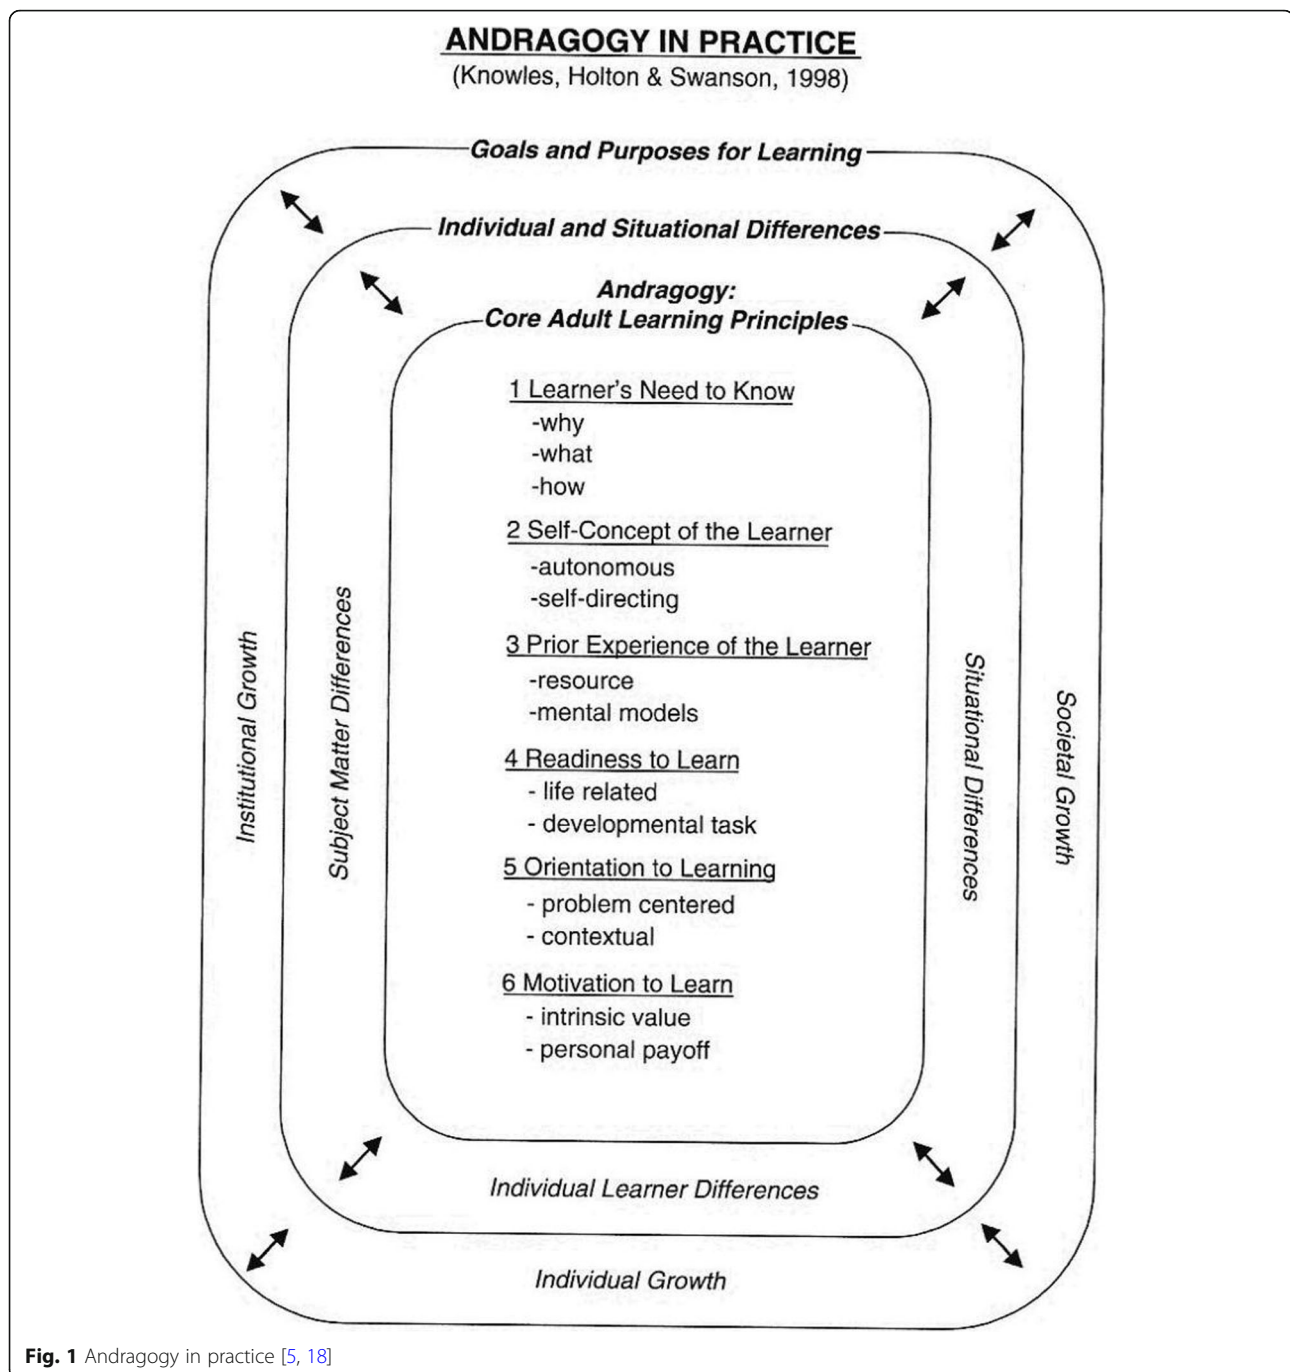 ANDRAGOGY IN PRACTICE
(Knowles, Holton & Swanson, 1998)
Goals and Purposes for Learning
Individual and Situational Differences
Andragogy:
Core Adult Learning Principles
1 Learner's Need to Know
-why
-what
-how
2 Self-Concept of the Learner
-autonomous
-self-directing
3 Prior Experience of the Learner
-resource
-mental models
4 Readiness to Learn
- life related
- developmental task
5 Orientation to Learning
- problem centered
- contextual
6 Motivation to Learn
- intrinsic value
- personal payoff
Institutional Growth
Subject Matter Differences
Situational Differences
Societal Growth
Individual Learner Differences
Individual Growth
Fig. 1 Andragogy in practice [5, 18]